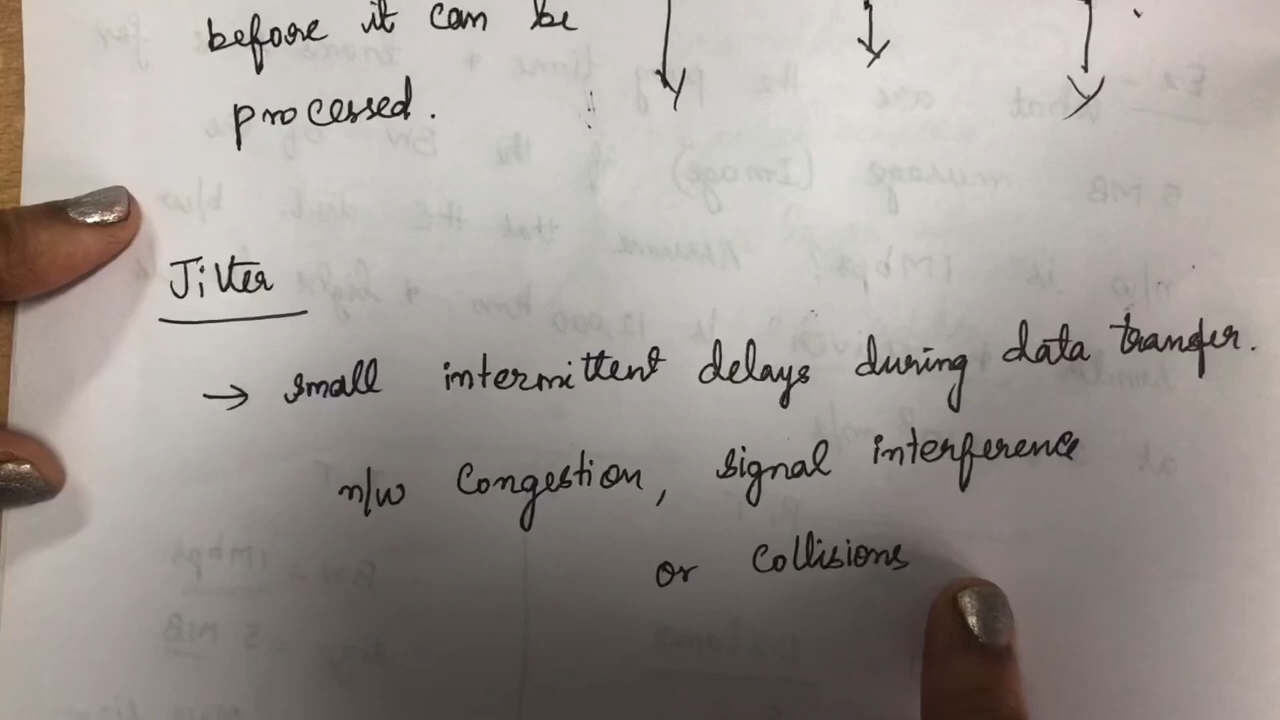 before it can be
processed.
Jitter
→ small intermittent delays during data transfer.
n/w Congestion, signal interference
or Collisions